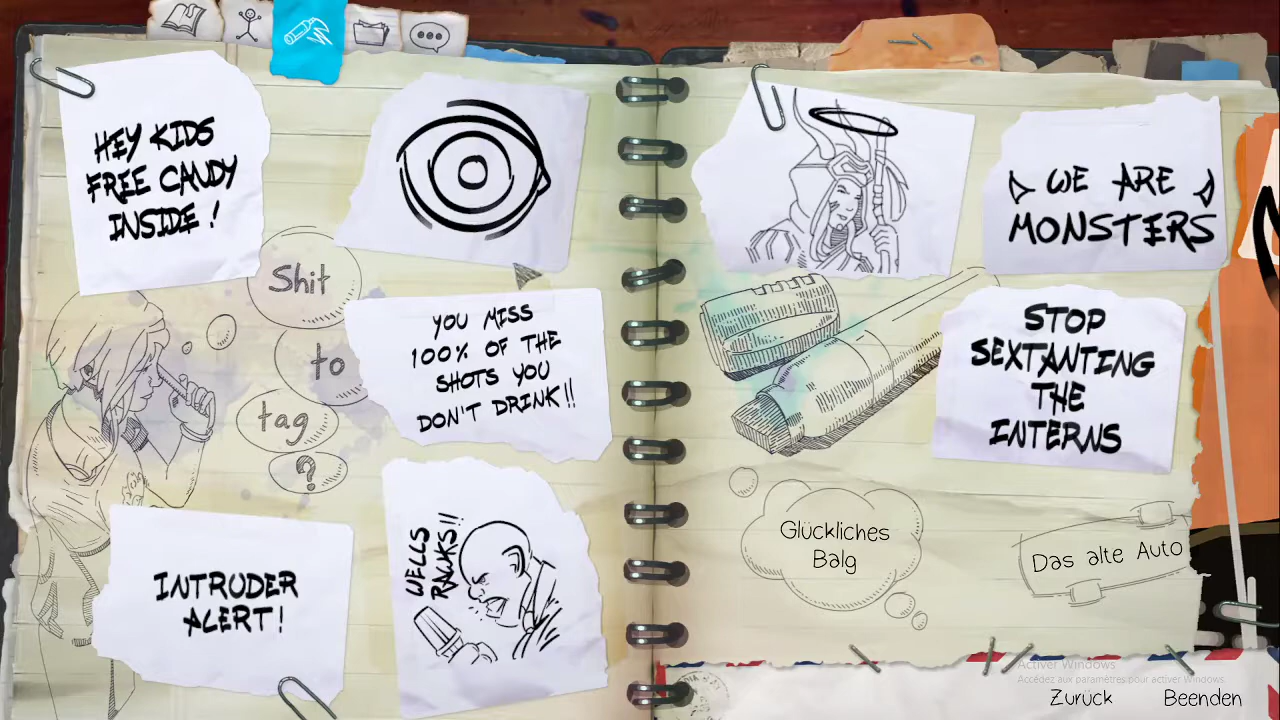 HEY KIDS
FREE CANDY
INSIDE !
Shit
to
tag
?
YOU MISS
100% OF THE
SHOTS YOU
DON'T DRINK!!
INTRUDER
ALERT!
WELLS
RACKS!!
WE ARE
MONSTERS
STOP
SEXTANTING
THE
INTERNS
Glückliches
Balg
Das alte Auto
Activer Windows
Accédez aux paramètres pour activer Windows.
Zurück
Beenden